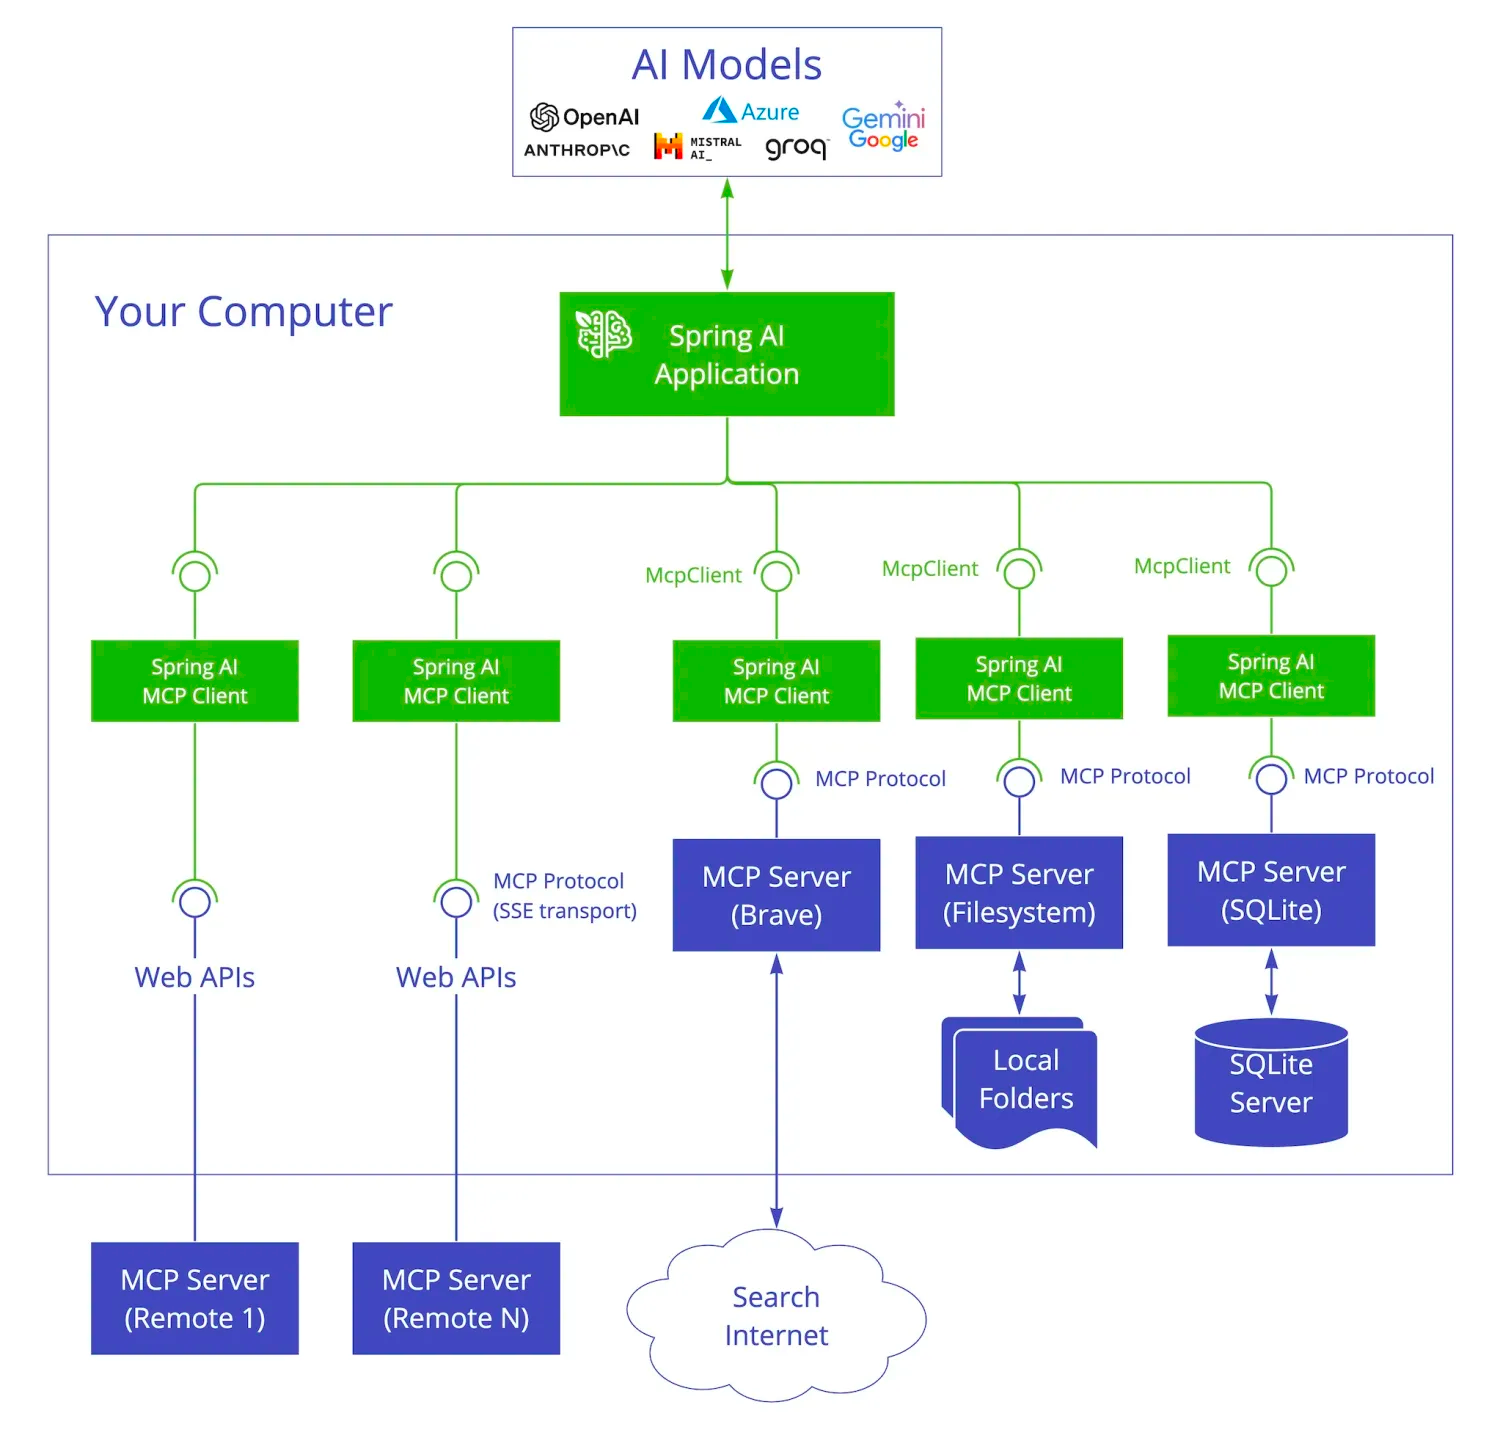 AI Models
OpenAI
Azure
Gemini
Google
ANTHROP\C
MISTRAL
AI_
groq
Your Computer
Spring AI
Application
McpClient
McpClient
McpClient
Spring AI
MCP Client
Spring AI
MCP Client
Spring AI
MCP Client
Spring AI
MCP Client
Spring AI
MCP Client
MCP Protocol
MCP Protocol
MCP Protocol
MCP Protocol
(SSE transport)
MCP Server
(Brave)
MCP Server
(Filesystem)
MCP Server
(SQLite)
Web APIs
Web APIs
Local
Folders
SQLite
Server
MCP Server
(Remote 1)
MCP Server
(Remote N)
Search
Internet